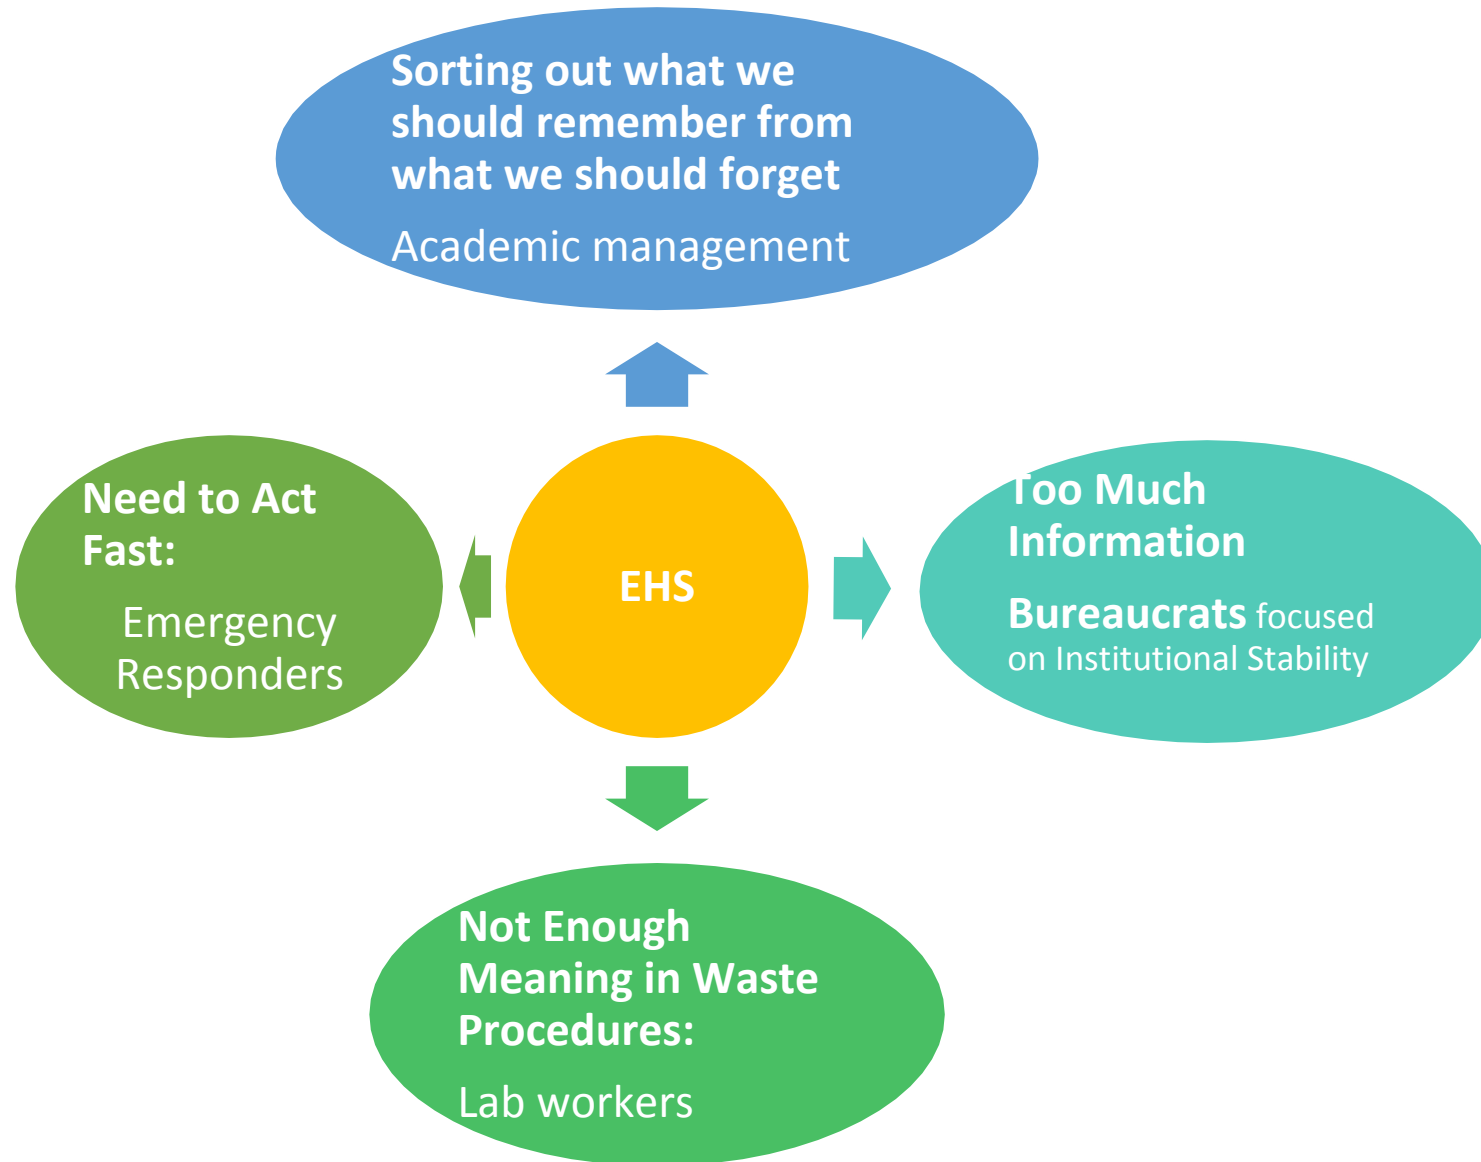 Sorting out what we
should remember from
what we should forget
Academic management
Need to Act
Fast:
Emergency
Responders
EHS
Too Much
Information
Bureaucrats focused
on Institutional Stability
Not Enough
Meaning in Waste
Procedures:
Lab workers